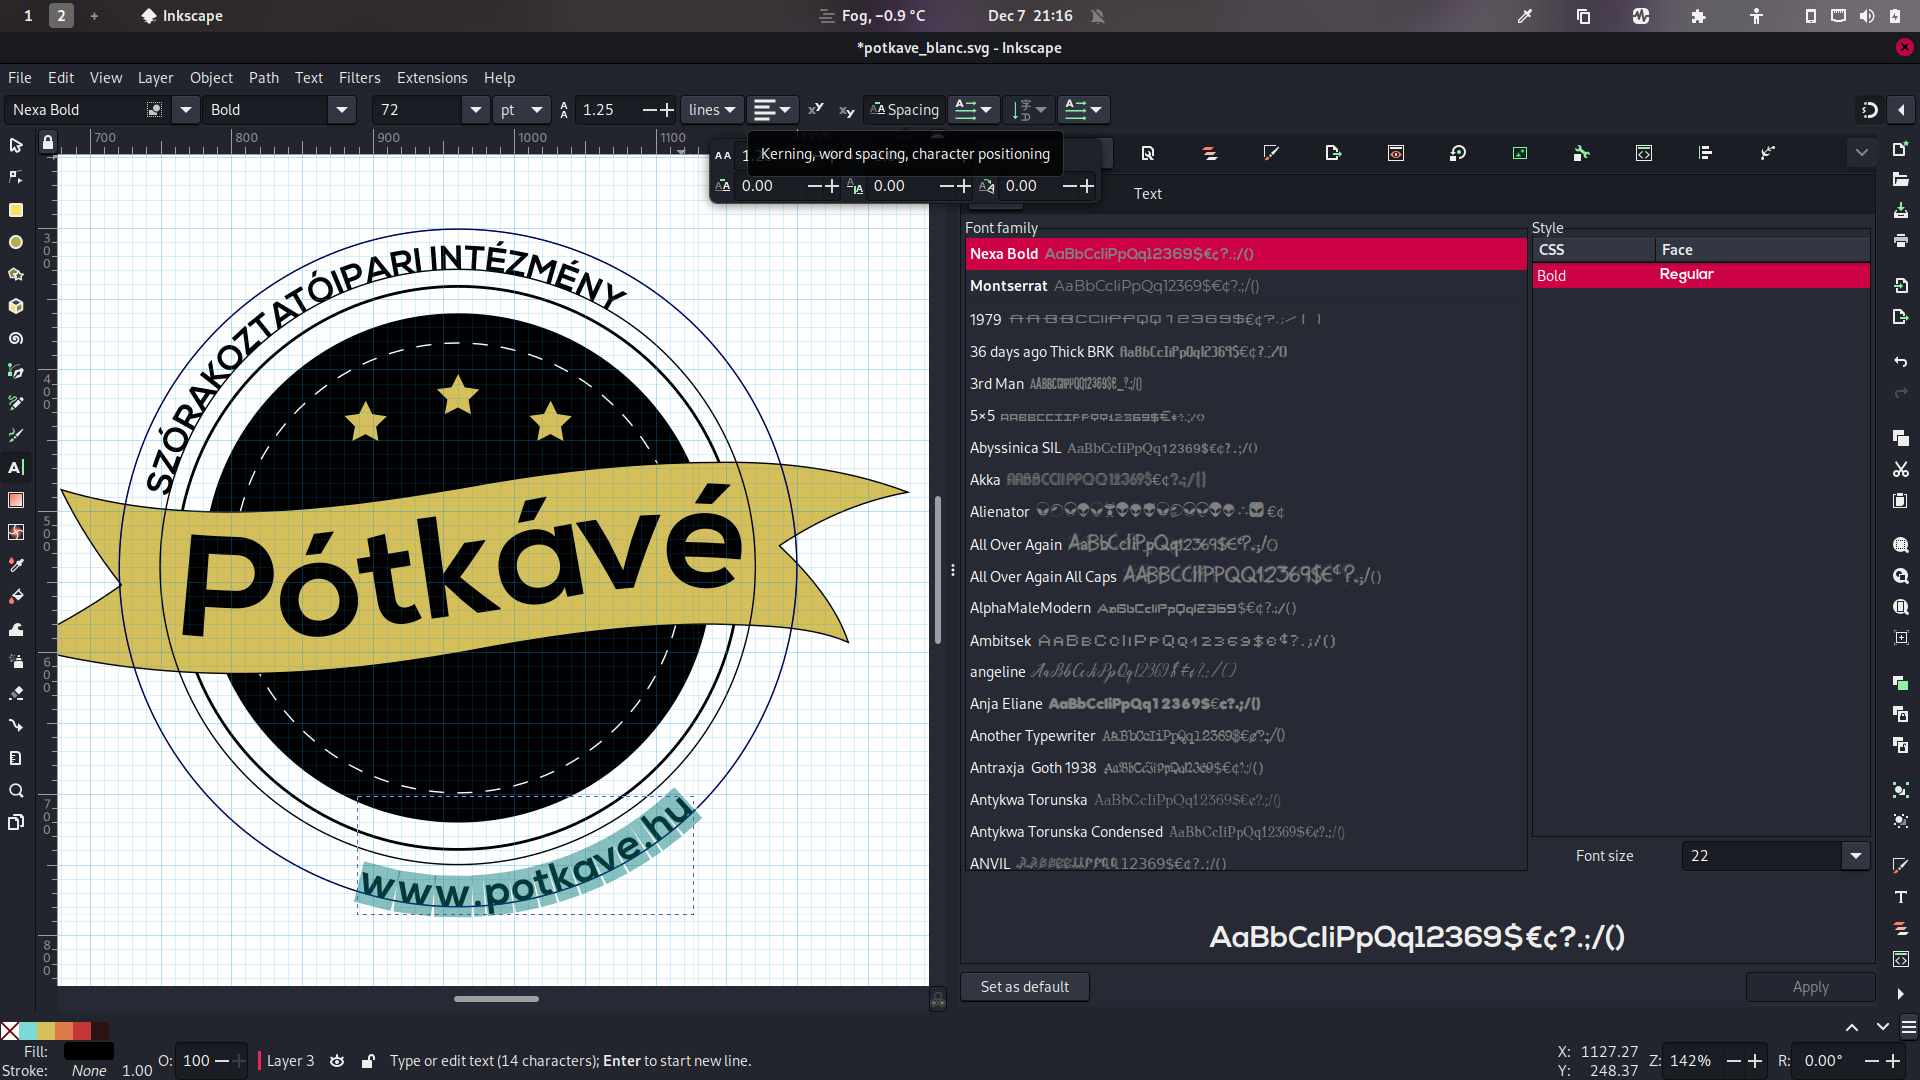 1 2 + Inkscape Fog, −0.9 °C Dec 7 21:16
*potkave_blanc.svg - Inkscape
File Edit View Layer Object Path Text Filters Extensions Help
Nexa Bold Bold 72 pt 1.25 lines Spacing
700 800 900 1000 1100
Kerning, word spacing, character positioning
0.00 0.00 0.00
Text
Font family
Style
CSS Face
Bold Regular
Nexa Bold AaBbCcIiPpQq12369$€¢?.;/()
Montserrat AaBbCcIiPpQq12369$€¢?.;/()
1979 AABBCCIIPPQQ12369$€¢?.;/()
36 days ago Thick BRK AaBbCcIiPpQq12369$€¢?.;/()
3rd Man AABBCCIIPPQQ12369$€_?.;/()
5×5 AABBCCIIPPQQ12369$€¢?.;/()
Abyssinica SIL AaBbCcIiPpQq12369$€¢?.;/()
Akka AABBCCIIPPQQ12369$€¢?.;/()
Alienator €¢
All Over Again AaBbCcIiPpQq12369$€¢?.;/()
All Over Again All Caps AABBCCIIPPQQ12369$€¢?.;/()
AlphaMaleModern AaBbCcIiPpQq12369$€¢?.;/()
Ambitsek AaBbCcIiPpQq12369$€¢?.;/()
angeline AaBbCcIiPpQq12369$€¢?.;/()
Anja Eliane AaBbCcIiPpQq12369$€¢?.;/()
Another Typewriter AaBbCcIiPpQq12369$€¢?.;/()
Antraxja Goth 1938 AaBbCcIiPpQq12369$€¢?.;/()
Antykwa Torunska AaBbCcIiPpQq12369$€¢?.;/()
Antykwa Torunska Condensed AaBbCcIiPpQq12369$€¢?.;/()
ANVIL 12369$€¢?.;/()
Font size 22
AaBbCcIiPpQq12369$€¢?.;/()
Set as default Apply
300
400
500
600
700
800
SZÓRAKOZTATÓIPARI INTÉZMÉNY
Pótkávé
www.potkave.hu
Fill:
Stroke: None 1.00
O: 100 Layer 3 Type or edit text (14 characters); Enter to start new line.
X: 1127.27
Y: 248.37
Z: 142% R: 0.00°